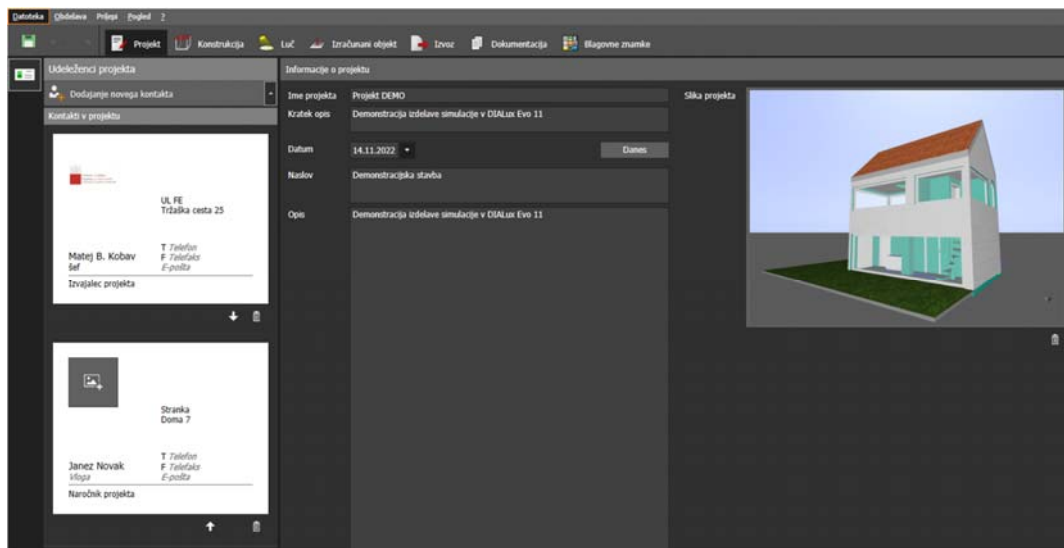 Datoteka Obdelava Prilepi Pogled ?
Projekt Konstrukcija Luč Izračunani objekt Izvoz Dokumentacija Blagovne znamke
Udeleženci projekta
Dodajanje novega kontakta
Kontakti v projektu
UL FE
Tržaška cesta 25
Matej B. Kobav
šef
T Telefon
F Telefaks
E-pošta
Izvajalec projekta
Stranka
Doma 7
Janez Novak
Vloga
T Telefon
F Telefaks
E-pošta
Naročnik projekta
Informacije o projektu
Ime projekta Projekt DEMO
Kratek opis Demonstracija izdelave simulacije v DIALux Evo 11
Datum 14.11.2022 Danes
Naslov Demonstracijska stavba
Opis Demonstracija izdelave simulacije v DIALux Evo 11
Slika projekta